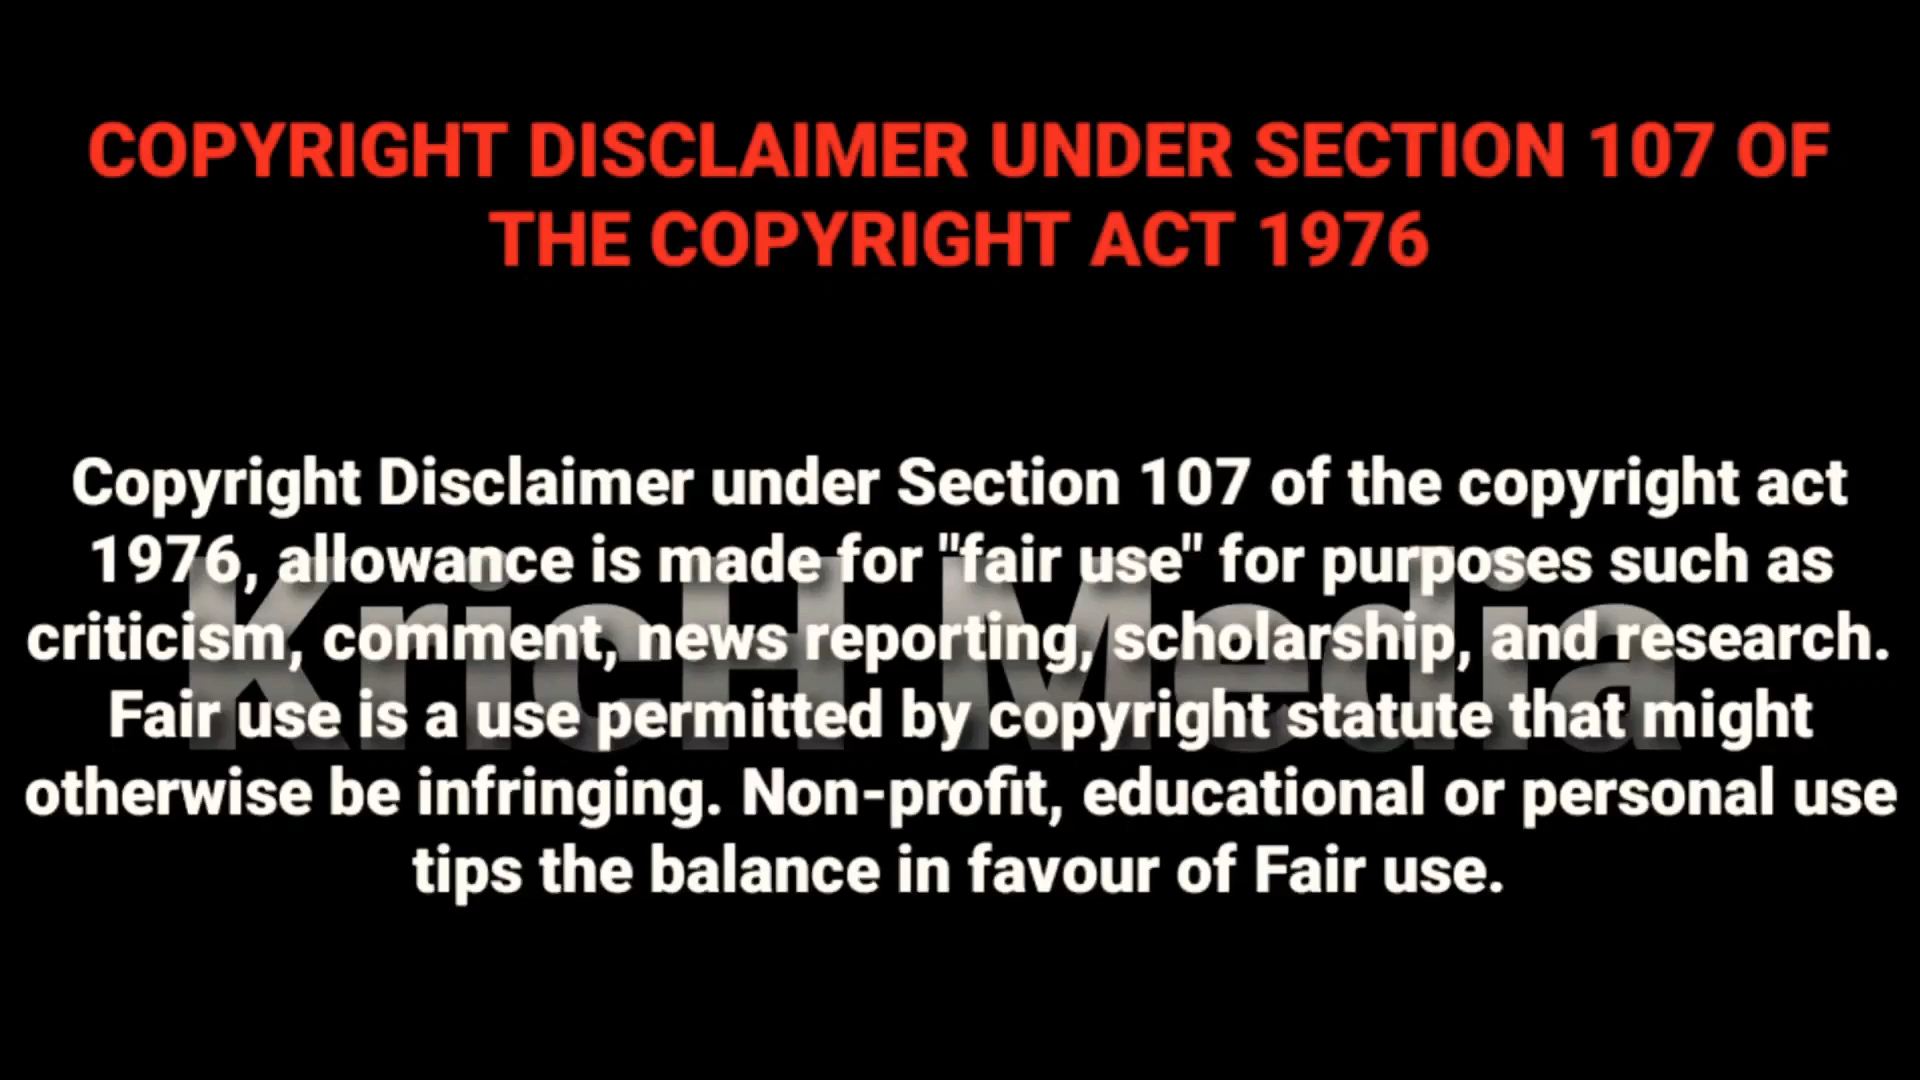 COPYRIGHT DISCLAIMER UNDER SECTION 107 OF
THE COPYRIGHT ACT 1976
Copyright Disclaimer under Section 107 of the copyright act
1976, allowance is made for "fair use" for purposes such as
criticism, comment, news reporting, scholarship, and research.
Fair use is a use permitted by copyright statute that might
otherwise be infringing. Non-profit, educational or personal use
tips the balance in favour of Fair use.
KricH Media